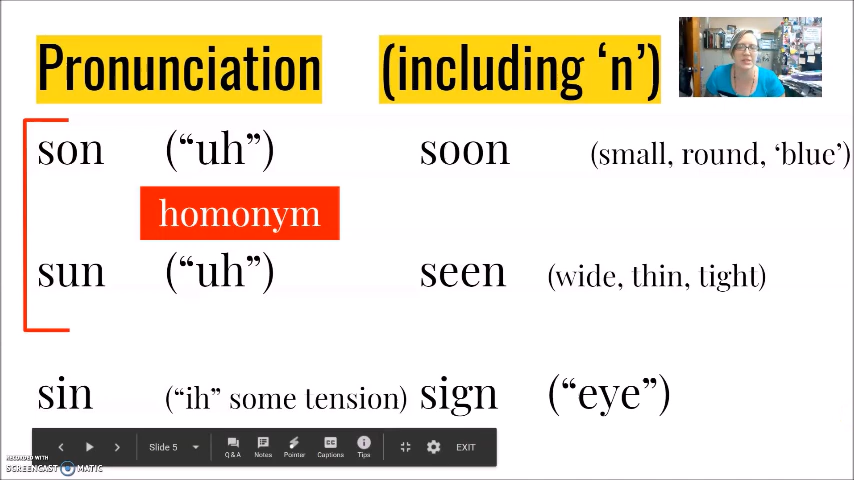 Pronunciation (including ‘n’)
son (“uh”) soon (small, round, ‘blue’)
homonym
sun (“uh”) seen (wide, thin, tight)
sin (“ih” some tension) sign (“eye”)
Slide 5 Q & A Notes Pointer Captions Tips EXIT
RECORDED WITH
SCREENCAST MATIC